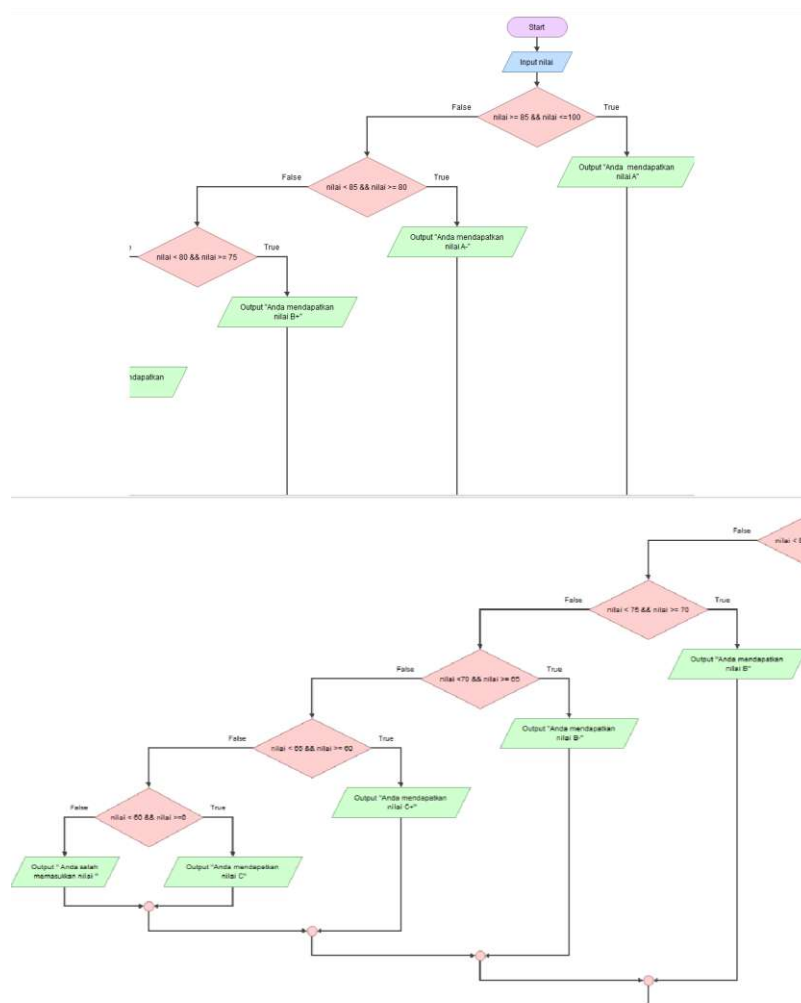 Start
Input nilai
False
True
nilai >= 85 && nilai <=100
Output "Anda mendapatkan
nilai A"
False
True
nilai < 85 && nilai >= 80
Output "Anda mendapatkan
nilai A-"
True
nilai < 80 && nilai >= 75
Output "Anda mendapatkan
nilai B+"
ndapatkan
False
nilai < 8
False
True
nilai < 75 && nilai >= 70
Output "Anda mendapatkan
nilai B"
False
True
nilai <70 && nilai >= 65
Output "Anda mendapatkan
nilai B-"
False
True
nilai && nilai >= 60
Output "Anda mendapatkan
nilai C+"
False
True
nilai < 60 && nilai >=0
Output " Anda salah
memasukkan nilai "
Output "Anda mendapatkan
nilai C"